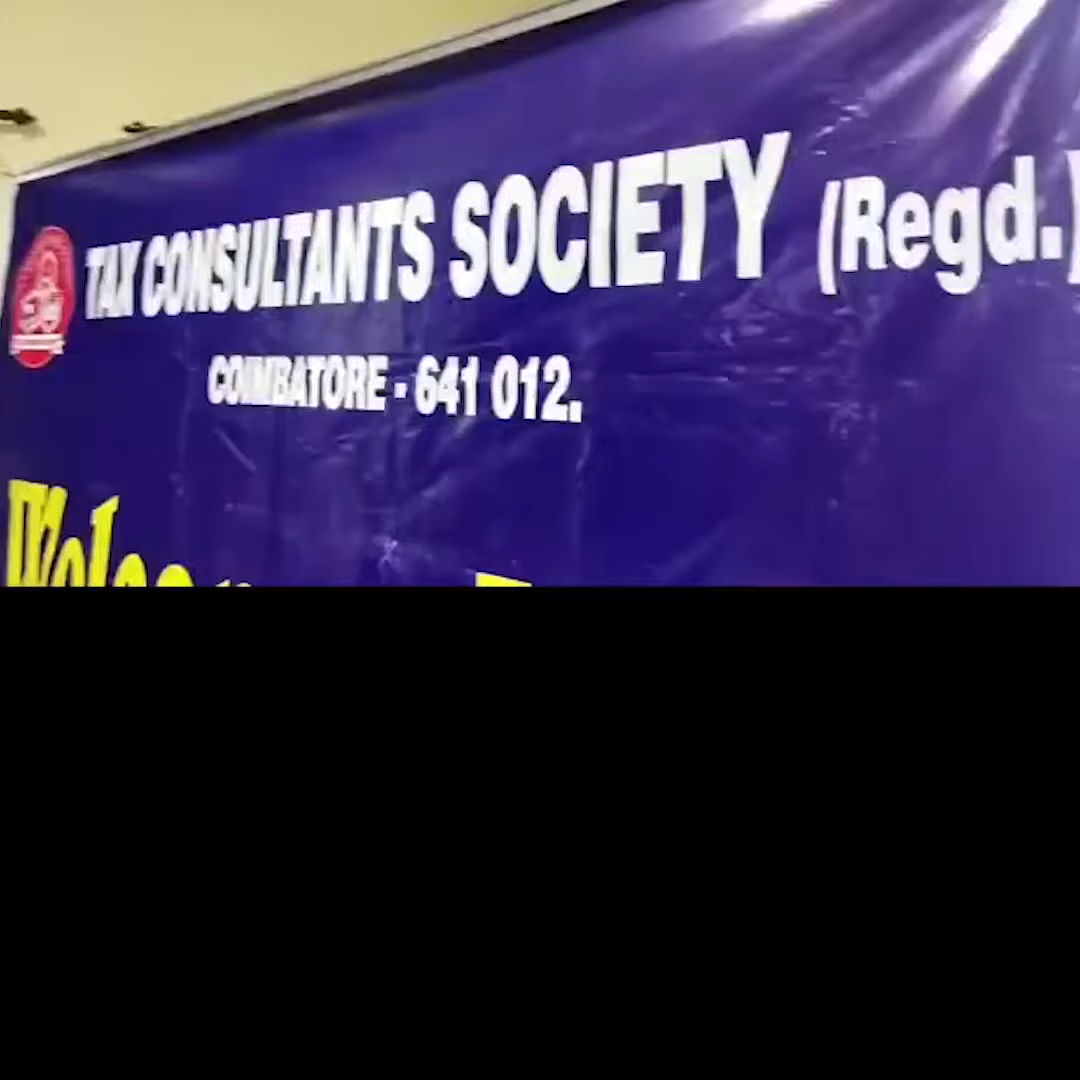 TAX CONSULTANTS SOCIETY (Regd.)
COIMBATORE - 641 012.